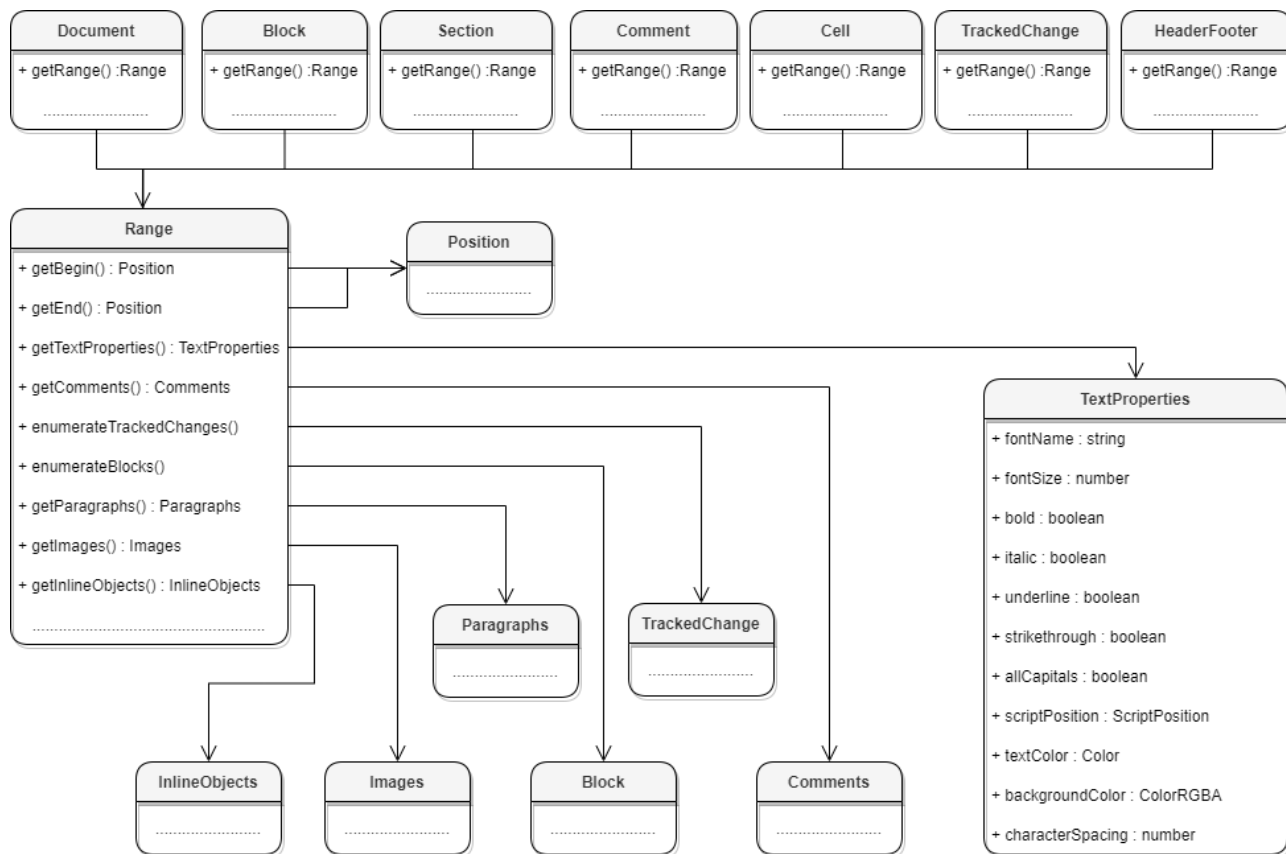 Document
+ getRange() :Range
........................
Block
+ getRange() :Range
........................
Section
+ getRange() :Range
........................
Comment
+ getRange() :Range
........................
Cell
+ getRange() :Range
........................
TrackedChange
+ getRange() :Range
........................
HeaderFooter
+ getRange() :Range
........................
Range
+ getBegin() : Position
+ getEnd() : Position
+ getTextProperties() : TextProperties
+ getComments() : Comments
+ enumerateTrackedChanges()
+ enumerateBlocks()
+ getParagraphs() : Paragraphs
+ getImages() : Images
+ getInlineObjects() : InlineObjects
......................................................
Position
........................
TextProperties
+ fontName : string
+ fontSize : number
+ bold : boolean
+ italic : boolean
+ underline : boolean
+ strikethrough : boolean
+ allCapitals : boolean
+ scriptPosition : ScriptPosition
+ textColor : Color
+ backgroundColor : ColorRGBA
+ characterSpacing : number
Paragraphs
........................
TrackedChange
........................
InlineObjects
........................
Images
........................
Block
........................
Comments
........................